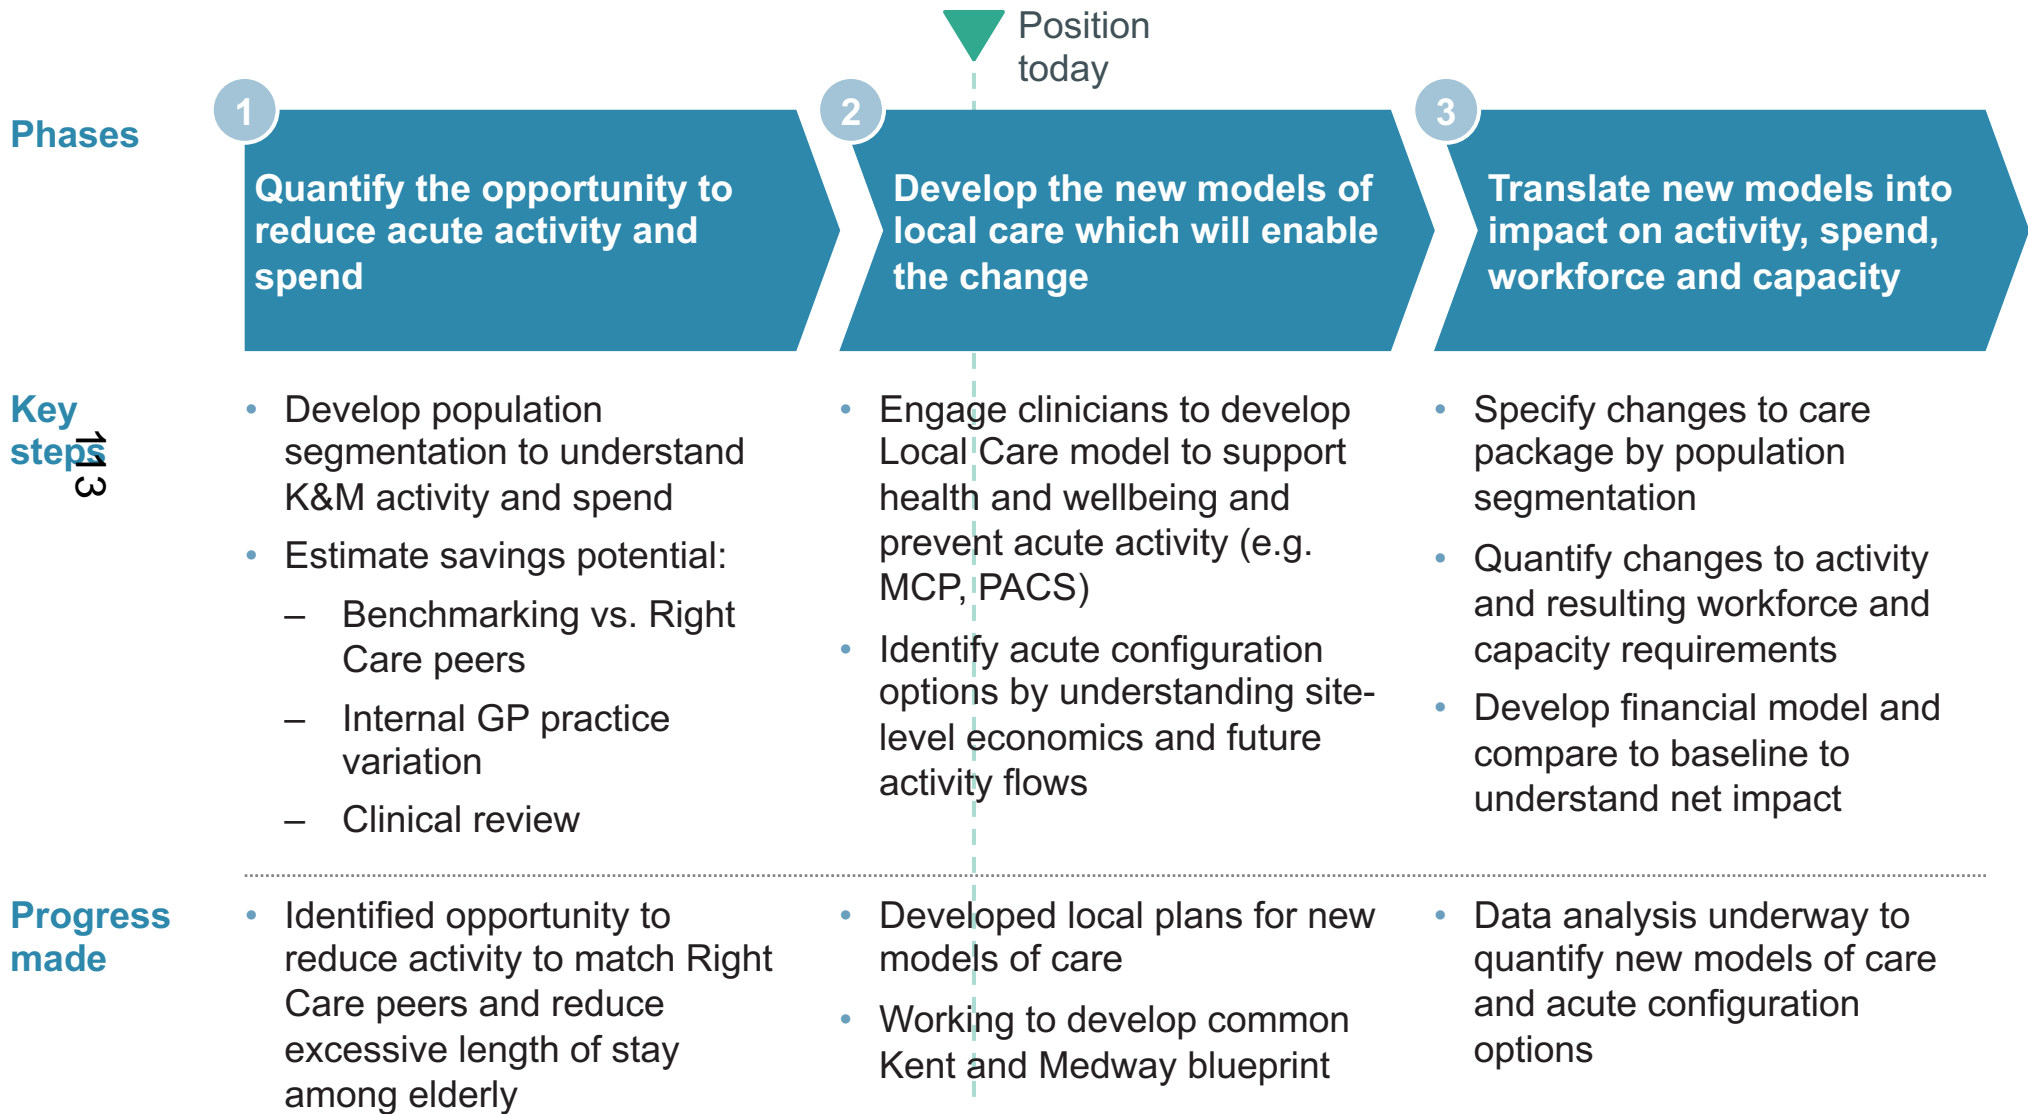 Position
today
Phases
1
Quantify the opportunity to
reduce acute activity and
spend
2
Develop the new models of
local care which will enable
the change
3
Translate new models into
impact on activity, spend,
workforce and capacity
Key
steps
113
• Develop population
segmentation to understand
K&M activity and spend
• Estimate savings potential:
– Benchmarking vs. Right
Care peers
– Internal GP practice
variation
– Clinical review
• Engage clinicians to develop
Local Care model to support
health and wellbeing and
prevent acute activity (e.g.
MCP, PACS)
• Identify acute configuration
options by understanding site-
level economics and future
activity flows
• Specify changes to care
package by population
segmentation
• Quantify changes to activity
and resulting workforce and
capacity requirements
• Develop financial model and
compare to baseline to
understand net impact
Progress
made
• Identified opportunity to
reduce activity to match Right
Care peers and reduce
excessive length of stay
among elderly
• Developed local plans for new
models of care
• Working to develop common
Kent and Medway blueprint
• Data analysis underway to
quantify new models of care
and acute configuration
options